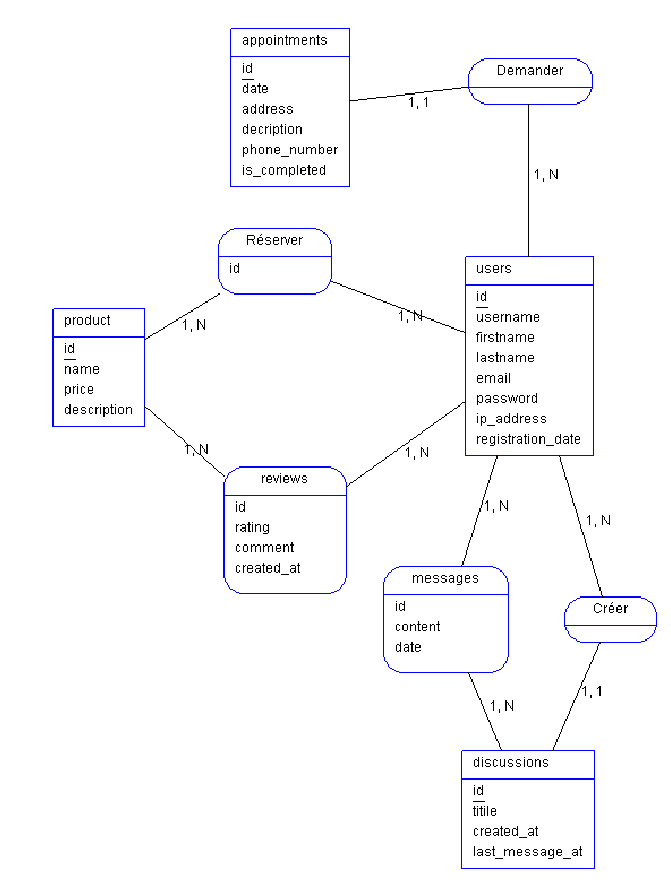 appointments
id
date
address
decription
phone_number
is_completed
Demander
1, 1
1, N
Réserver
id
1, N
1, N
product
id
name
price
description
users
id
username
firstname
lastname
email
password
ip_address
registration_date
1, N
1, N
reviews
id
rating
comment
created_at
1, N
1, N
messages
id
content
date
Créer
1, N
1, 1
discussions
id
titile
created_at
last_message_at